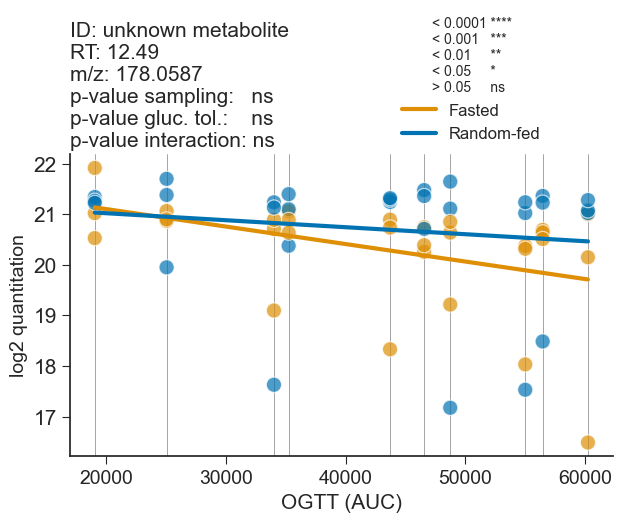 ID: unknown metabolite
RT: 12.49
m/z: 178.0587
p-value sampling: ns
p-value gluc. tol.: ns
p-value interaction: ns
< 0.0001 ****
< 0.001 ***
< 0.01 **
< 0.05 *
> 0.05 ns
Fasted
Random-fed
log2 quantitation
22
21
20
19
18
17
20000 30000 40000 50000 60000
OGTT (AUC)